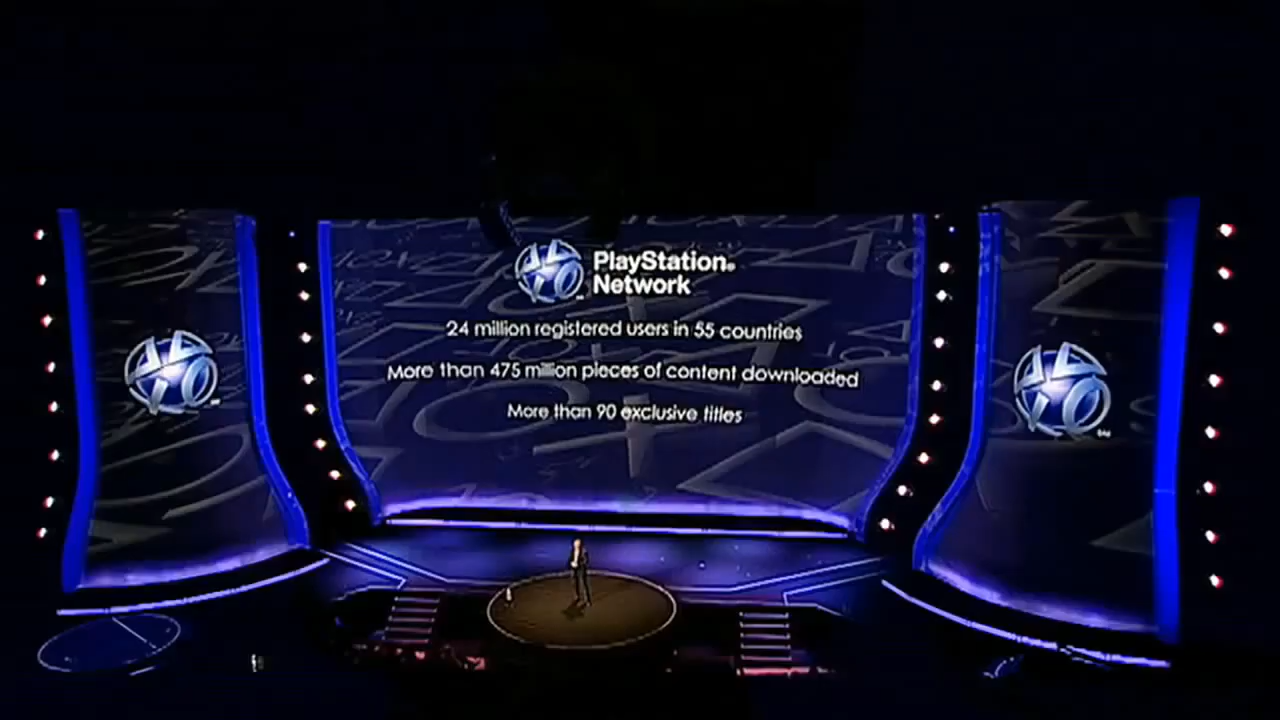 PlayStation®
Network
24 million registered users in 55 countries
More than 475 million pieces of content downloaded
More than 90 exclusive titles